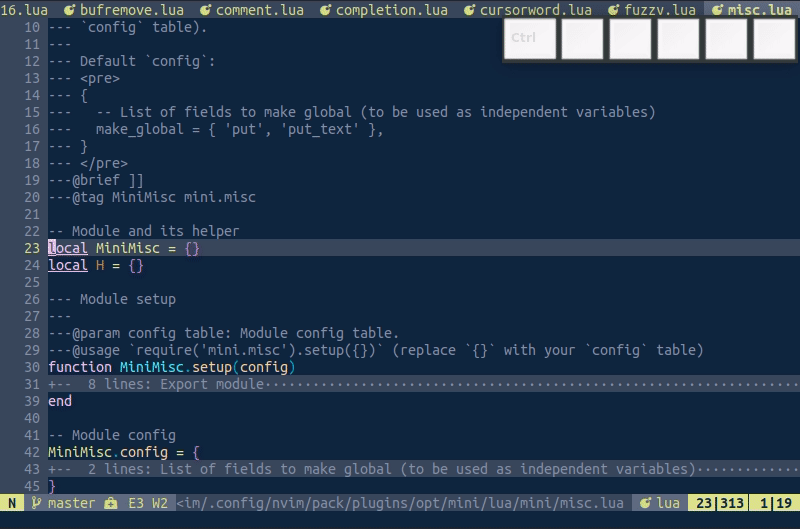 16.lua bufremove.lua comment.lua completion.lua cursorword.lua fuzzy.lua misc.lua
Ctrl
10 --- `config` table).
11 ---
12 --- Default `config`:
13 --- <pre>
14 --- {
15 ---   -- List of fields to make global (to be used as independent variables)
16 ---   make_global = { 'put', 'put_text' },
17 --- }
18 --- </pre>
19 ---@brief ]]
20 ---@tag MiniMisc mini.misc
21
22 -- Module and its helper
23 local MiniMisc = {}
24 local H = {}
25
26 --- Module setup
27 ---
28 ---@param config table: Module config table.
29 ---@usage `require('mini.misc').setup({})` (replace `{}` with your `config` table)
30 function MiniMisc.setup(config)
31 +--  8 lines: Export module················································
39 end
40
41 -- Module config
42 MiniMisc.config = {
43 +--  2 lines: List of fields to make global (to be used as independent variables)·············
45 }
N master E3 W2 <im/.config/nvim/pack/plugins/opt/mini/lua/mini/misc.lua lua 23|313 1|19